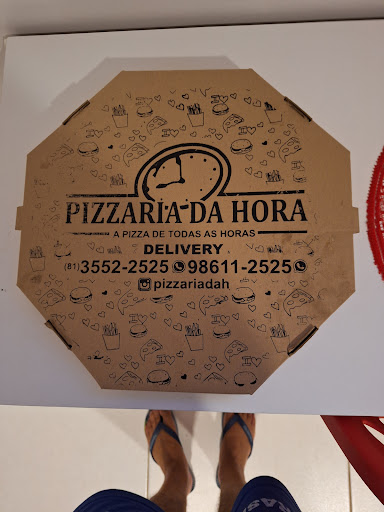 PIZZARIA DA HORA
A PIZZA DE TODAS AS HORAS
DELIVERY
(81) 3552-2525 98611-2525
pizzariadah